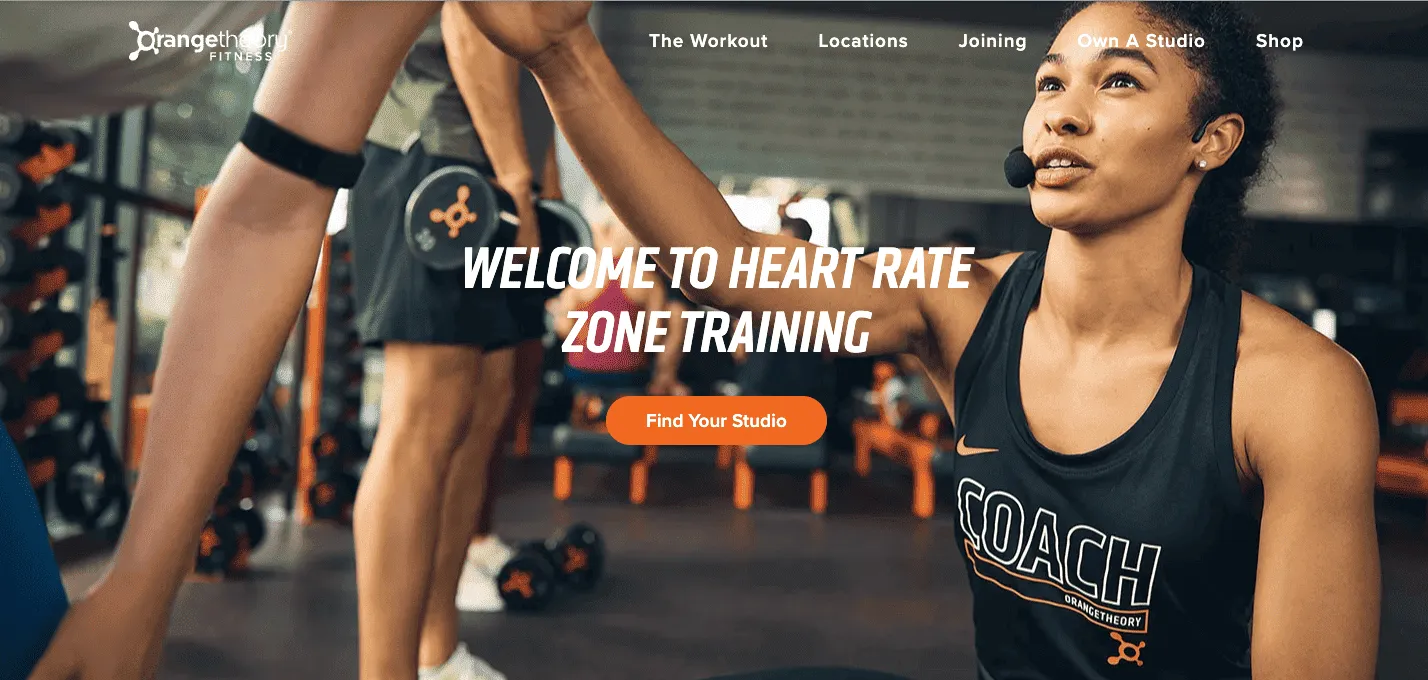 orangetheory®
FITNESS
The Workout
Locations
Joining
Own A Studio
Shop
WELCOME TO HEART RATE
ZONE TRAINING
Find Your Studio
COACH
ORANGETHEORY